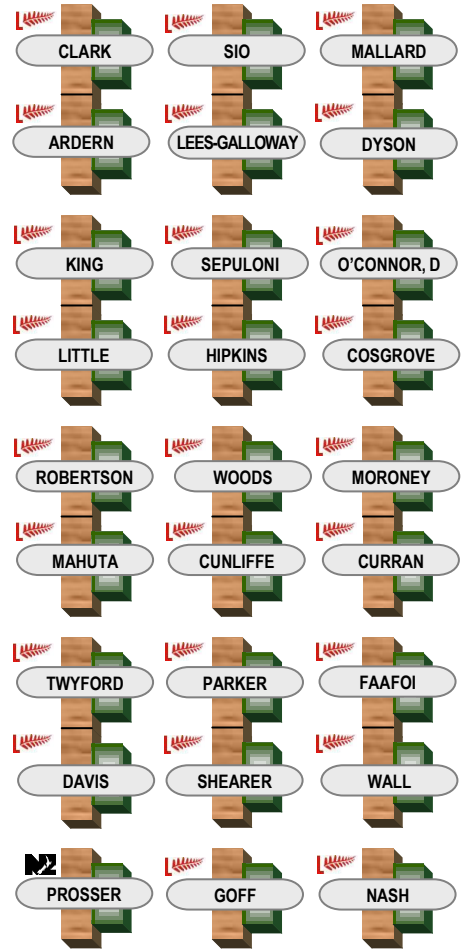 CLARK SIO MALLARD
ARDERN LEES-GALLOWAY DYSON
KING SEPULONI O'CONNOR, D
LITTLE HIPKINS COSGROVE
ROBERTSON WOODS MORONEY
MAHUTA CUNLIFFE CURRAN
TWYFORD PARKER FAAFOI
DAVIS SHEARER WALL
PROSSER GOFF NASH